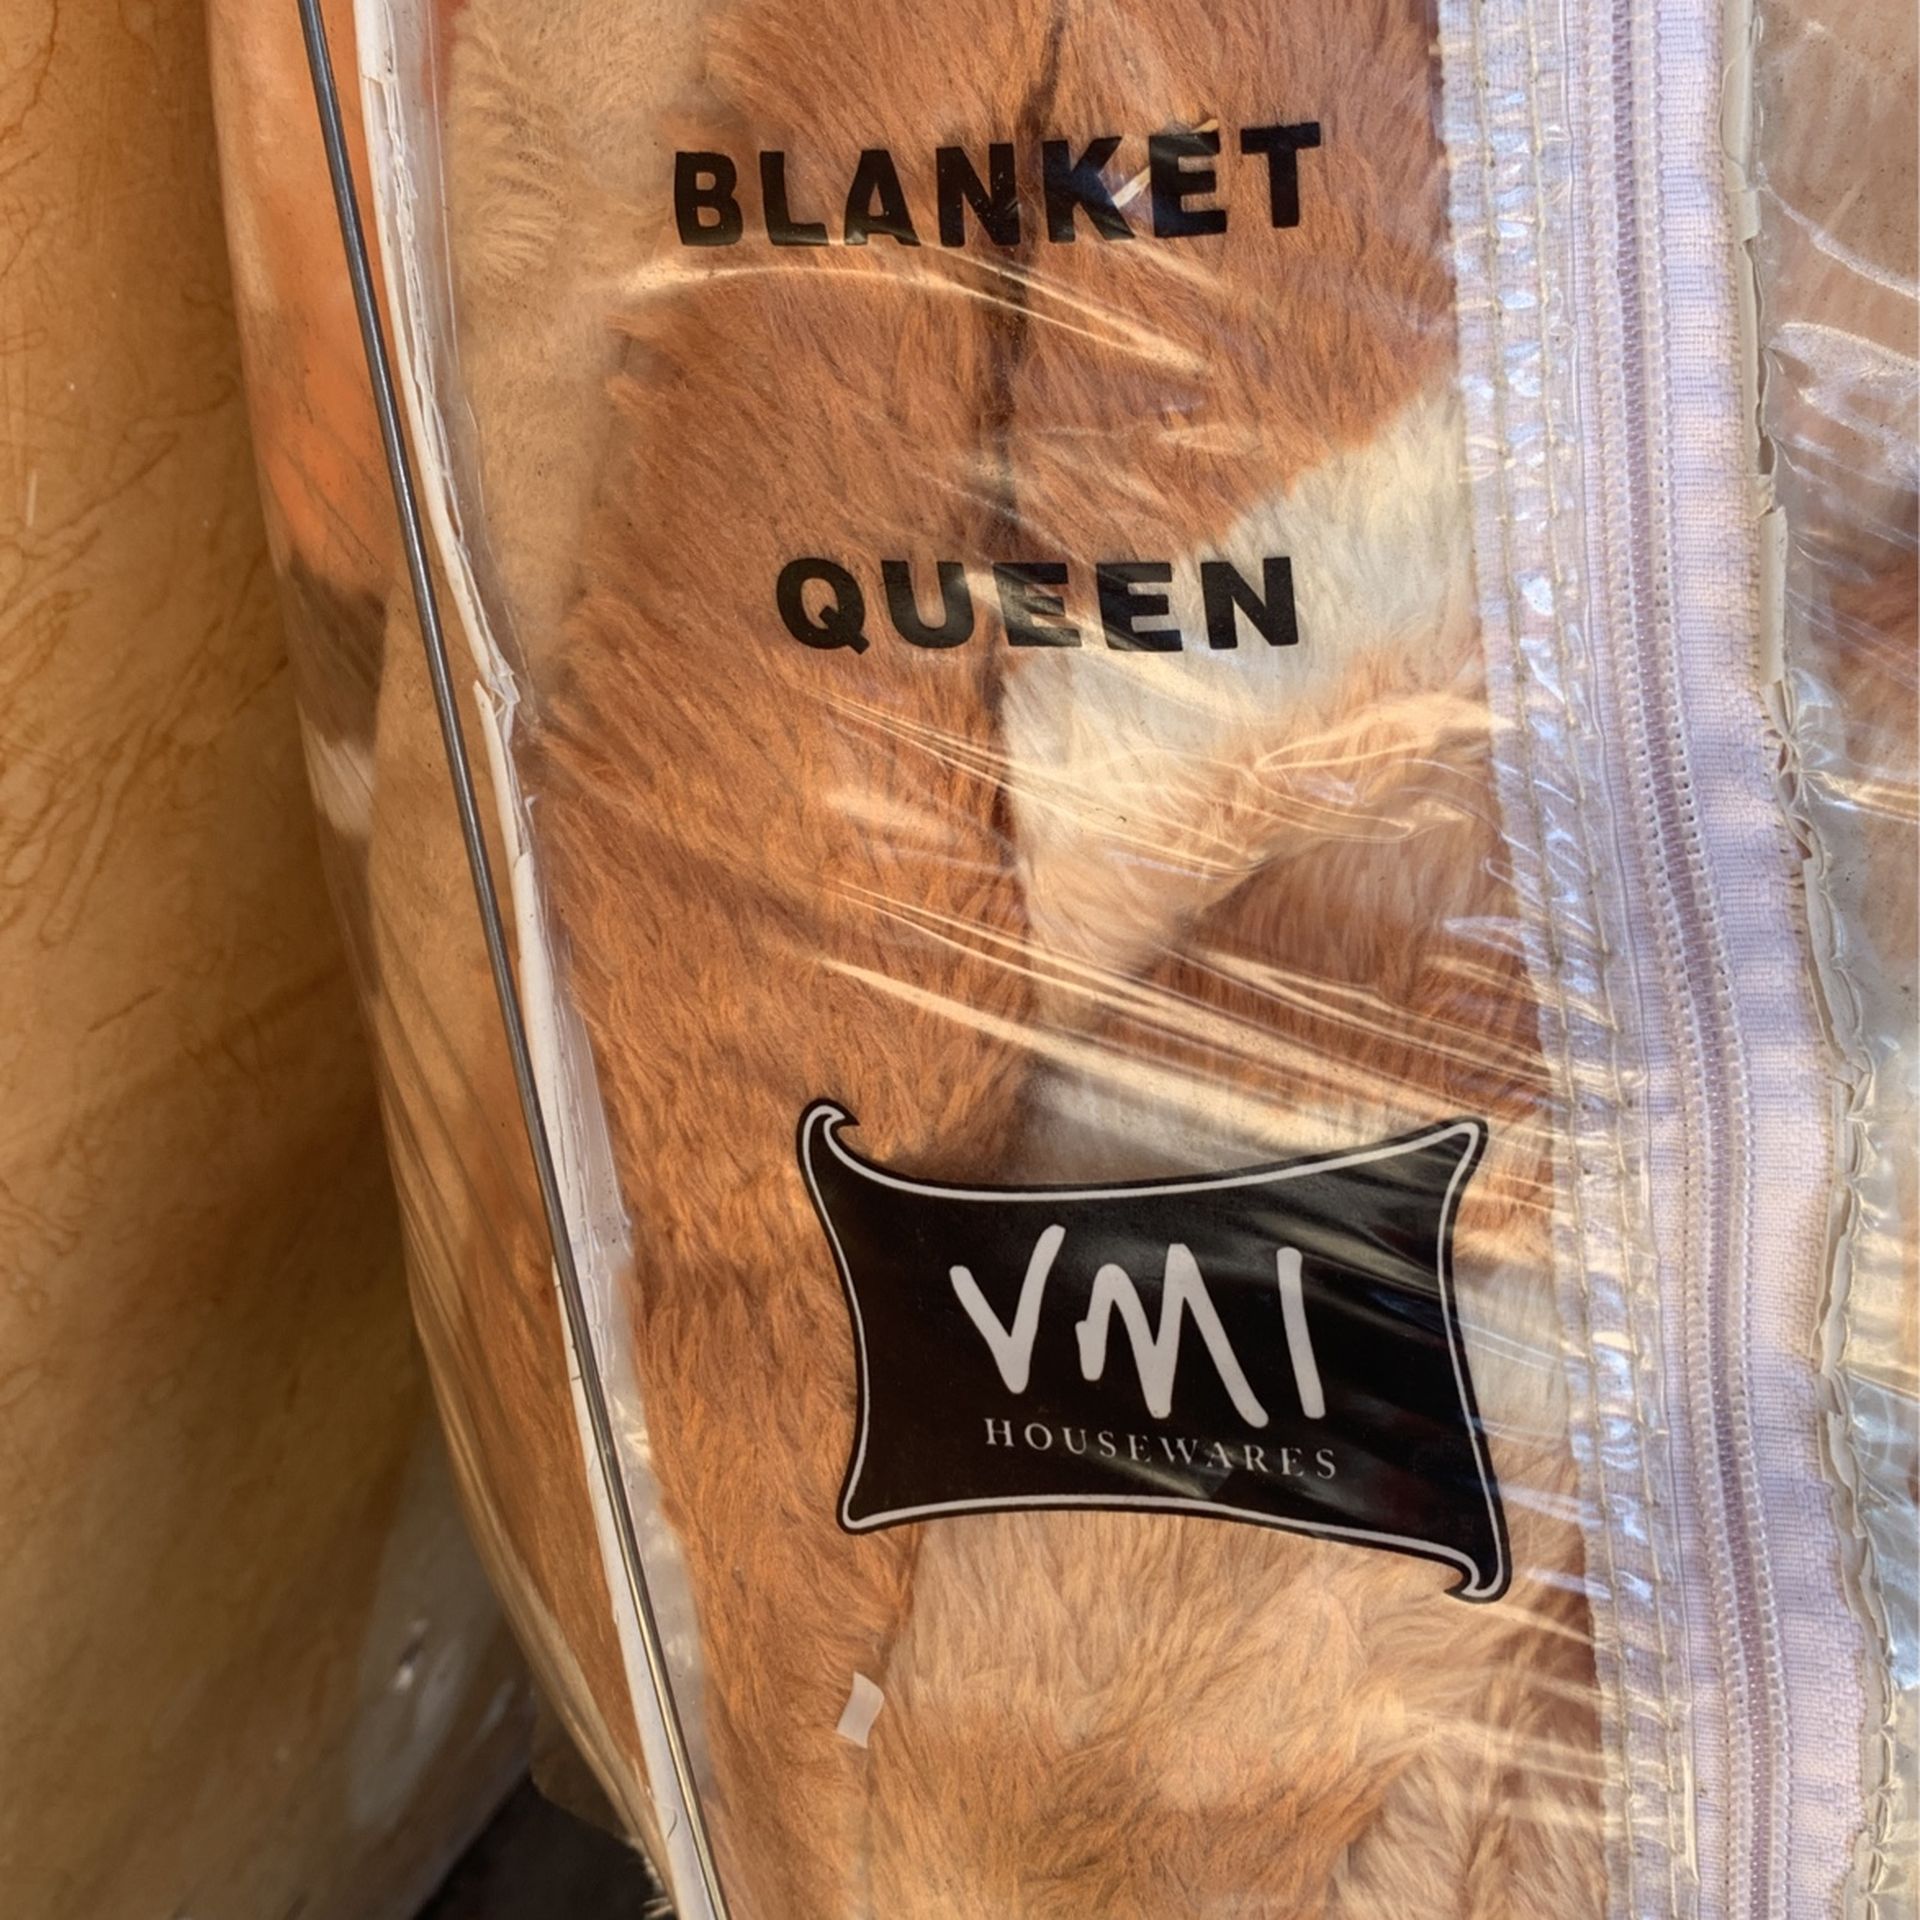 BLANKET
QUEEN
VMI
HOUSEWARES